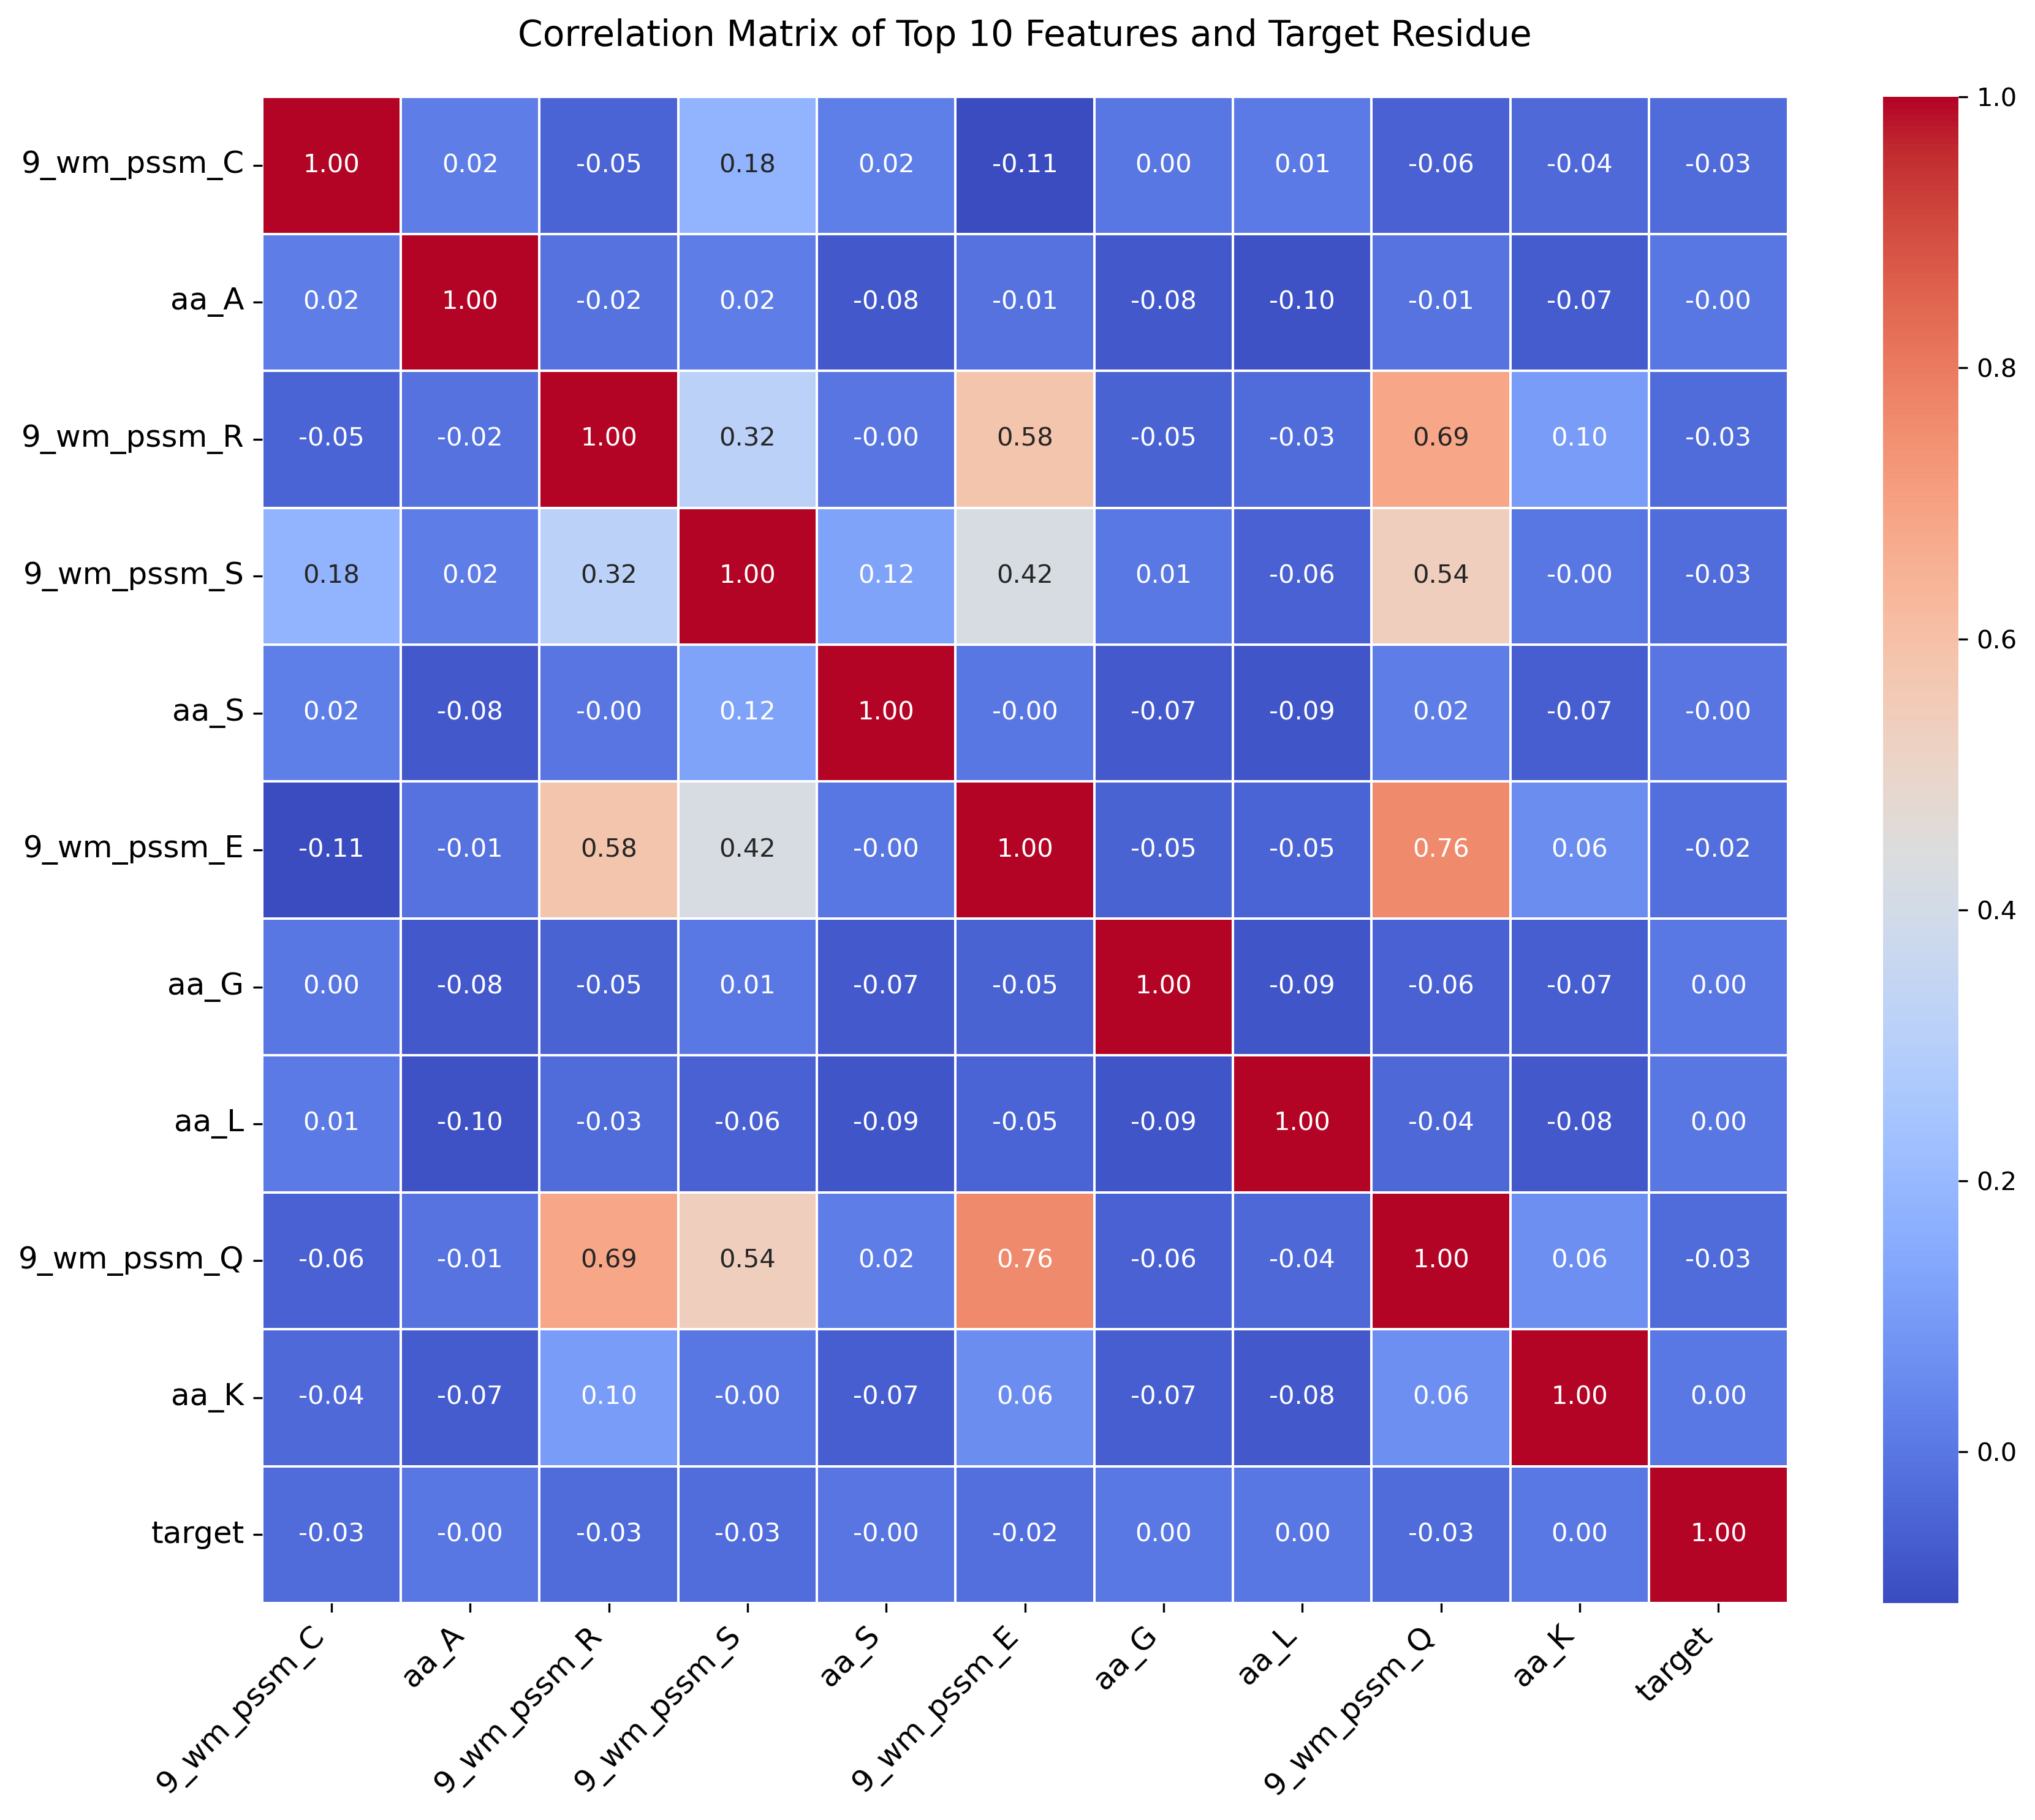 Correlation Matrix of Top 10 Features and Target Residue
9_wm_pssm_C 1.00 0.02 -0.05 0.18 0.02 -0.11 0.00 0.01 -0.06 -0.04 -0.03
aa_A 0.02 1.00 -0.02 0.02 -0.08 -0.01 -0.08 -0.10 -0.01 -0.07 -0.00
9_wm_pssm_R -0.05 -0.02 1.00 0.32 -0.00 0.58 -0.05 -0.03 0.69 0.10 -0.03
9_wm_pssm_S 0.18 0.02 0.32 1.00 0.12 0.42 0.01 -0.06 0.54 -0.00 -0.03
aa_S 0.02 -0.08 -0.00 0.12 1.00 -0.00 -0.07 -0.09 0.02 -0.07 -0.00
9_wm_pssm_E -0.11 -0.01 0.58 0.42 -0.00 1.00 -0.05 -0.05 0.76 0.06 -0.02
aa_G 0.00 -0.08 -0.05 0.01 -0.07 -0.05 1.00 -0.09 -0.06 -0.07 0.00
aa_L 0.01 -0.10 -0.03 -0.06 -0.09 -0.05 -0.09 1.00 -0.04 -0.08 0.00
9_wm_pssm_Q -0.06 -0.01 0.69 0.54 0.02 0.76 -0.06 -0.04 1.00 0.06 -0.03
aa_K -0.04 -0.07 0.10 -0.00 -0.07 0.06 -0.07 -0.08 0.06 1.00 0.00
target -0.03 -0.00 -0.03 -0.03 -0.00 -0.02 0.00 0.00 -0.03 0.00 1.00
9_wm_pssm_C aa_A 9_wm_pssm_R 9_wm_pssm_S aa_S 9_wm_pssm_E aa_G aa_L 9_wm_pssm_Q aa_K target
1.0
0.8
0.6
0.4
0.2
0.0